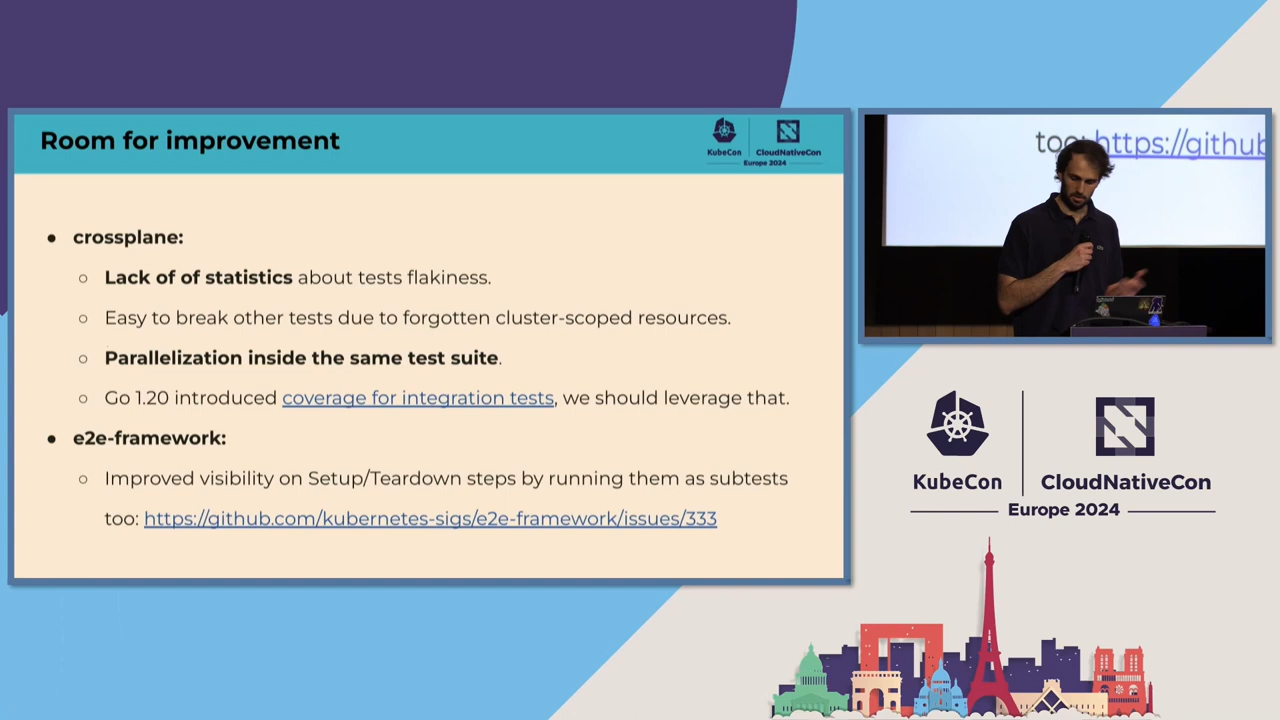 Room for improvement
KubeCon
CloudNativeCon
Europe 2024
● crossplane:
○ Lack of of statistics about tests flakiness.
○ Easy to break other tests due to forgotten cluster-scoped resources.
○ Parallelization inside the same test suite.
○ Go 1.20 introduced coverage for integration tests, we should leverage that.
● e2e-framework:
○ Improved visibility on Setup/Teardown steps by running them as subtests
too: https://github.com/kubernetes-sigs/e2e-framework/issues/333
too: https://github
KubeCon
CloudNativeCon
Europe 2024